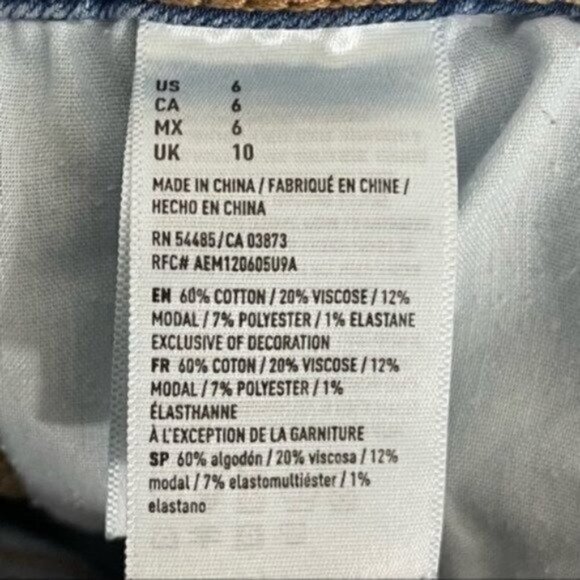 US 6
CA 6
MX 6
UK 10
MADE IN CHINA / FABRIQUÉ EN CHINE /
HECHO EN CHINA
RN 54485/CA 03873
RFC# AEM120605U9A
EN 60% COTTON / 20% VISCOSE / 12%
MODAL / 7% POLYESTER / 1% ELASTANE
EXCLUSIVE OF DECORATION
FR 60% COTON / 20% VISCOSE / 12%
MODAL / 7% POLYESTER / 1%
ÉLASTHANNE
À L'EXCEPTION DE LA GARNITURE
SP 60% algodón / 20% viscosa / 12%
modal / 7% elastomultiéster / 1%
elastano